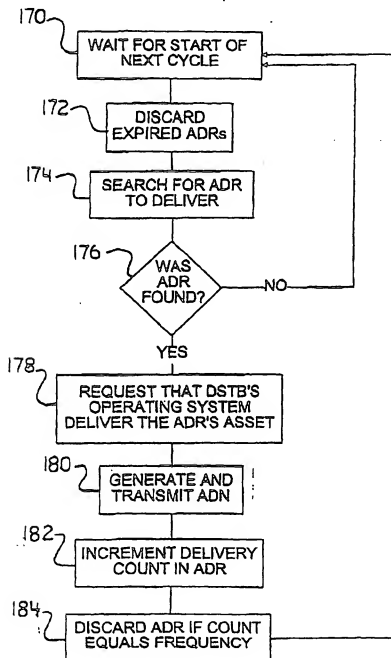 170
WAIT FOR START OF
NEXT CYCLE
172
DISCARD
EXPIRED ADRs
174
SEARCH FOR ADR
TO DELIVER
176
WAS
ADR
FOUND?
NO
YES
178
REQUEST THAT DSTB'S
OPERATING SYSTEM
DELIVER THE ADR'S ASSET
180
GENERATE AND
TRANSMIT ADN
182
INCREMENT DELIVERY
COUNT IN ADR
184
DISCARD ADR IF COUNT
EQUALS FREQUENCY